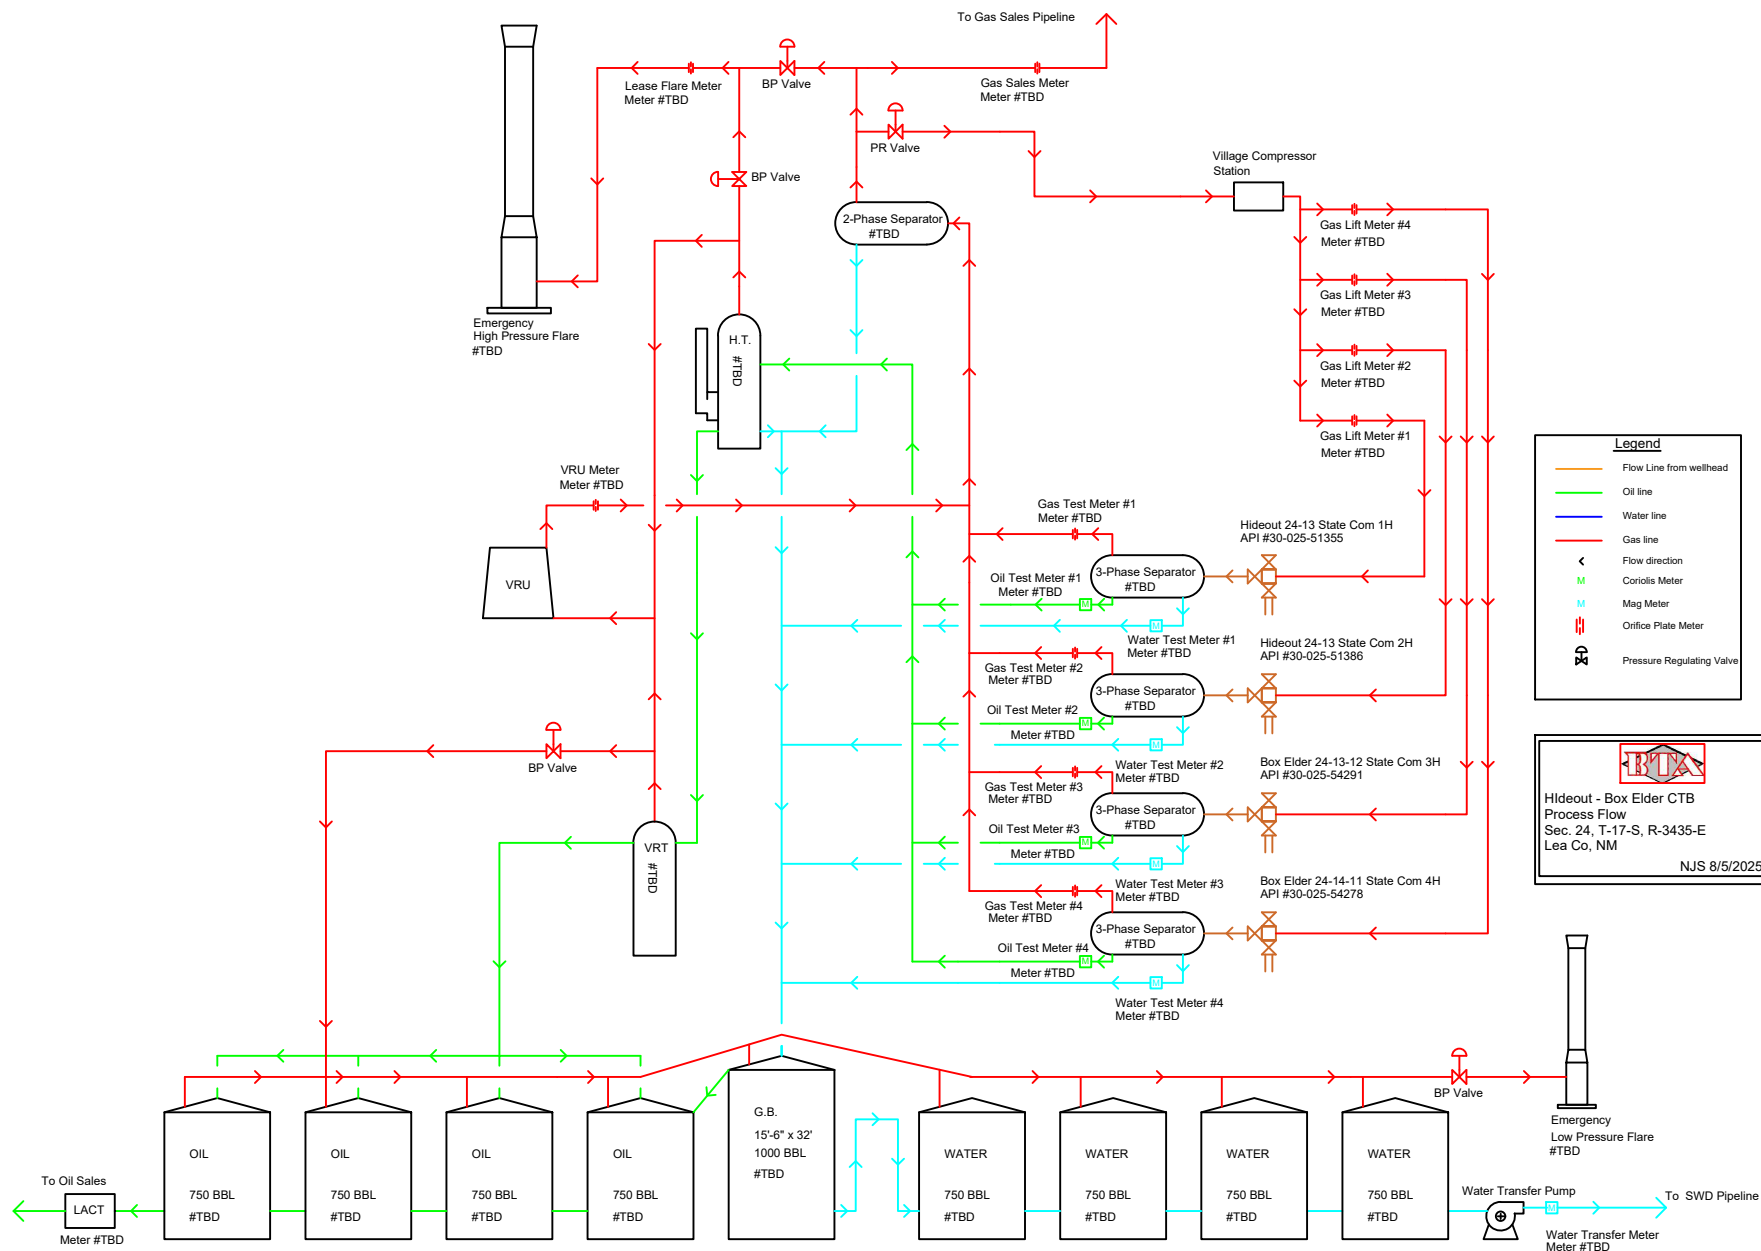 To Gas Sales Pipeline
Lease Flare Meter
Meter #TBD
BP Valve
Gas Sales Meter
Meter #TBD
PR Valve
BP Valve
Village Compressor
Station
2-Phase Separator
#TBD
Gas Lift Meter #4
Meter #TBD
Gas Lift Meter #3
Meter #TBD
Gas Lift Meter #2
Meter #TBD
Gas Lift Meter #1
Meter #TBD
Emergency
High Pressure Flare
#TBD
H.T.
#TBD
VRU Meter
Meter #TBD
VRU
Legend
Flow Line from wellhead
Oil line
Water line
Gas line
Flow direction
M Coriolis Meter
M Mag Meter
Orifice Plate Meter
Pressure Regulating Valve
Gas Test Meter #1
Meter #TBD
Hideout 24-13 State Com 1H
API #30-025-51355
3-Phase Separator
#TBD
Oil Test Meter #1
Meter #TBD
M
M
Water Test Meter #1
Meter #TBD
Hideout 24-13 State Com 2H
API #30-025-51386
Gas Test Meter #2
Meter #TBD
3-Phase Separator
#TBD
Oil Test Meter #2
M
Meter #TBD
M
Water Test Meter #2
Meter #TBD
Box Elder 24-13-12 State Com 3H
API #30-025-54291
Gas Test Meter #3
Meter #TBD
3-Phase Separator
#TBD
Oil Test Meter #3
M
Meter #TBD
M
Water Test Meter #3
Meter #TBD
Box Elder 24-14-11 State Com 4H
API #30-025-54278
Gas Test Meter #4
Meter #TBD
3-Phase Separator
#TBD
Oil Test Meter #4
M
Meter #TBD
M
Water Test Meter #4
Meter #TBD
BP Valve
VRT
#TBD
BTA
HIdeout - Box Elder CTB
Process Flow
Sec. 24, T-17-S, R-3435-E
Lea Co, NM
NJS 8/5/2025
BP Valve
Emergency
Low Pressure Flare
#TBD
To Oil Sales
LACT
Meter #TBD
OIL
750 BBL
#TBD
OIL
750 BBL
#TBD
OIL
750 BBL
#TBD
OIL
750 BBL
#TBD
G.B.
15'-6" x 32'
1000 BBL
#TBD
WATER
750 BBL
#TBD
WATER
750 BBL
#TBD
WATER
750 BBL
#TBD
WATER
750 BBL
#TBD
Water Transfer Pump
M
To SWD Pipeline
Water Transfer Meter
Meter #TBD